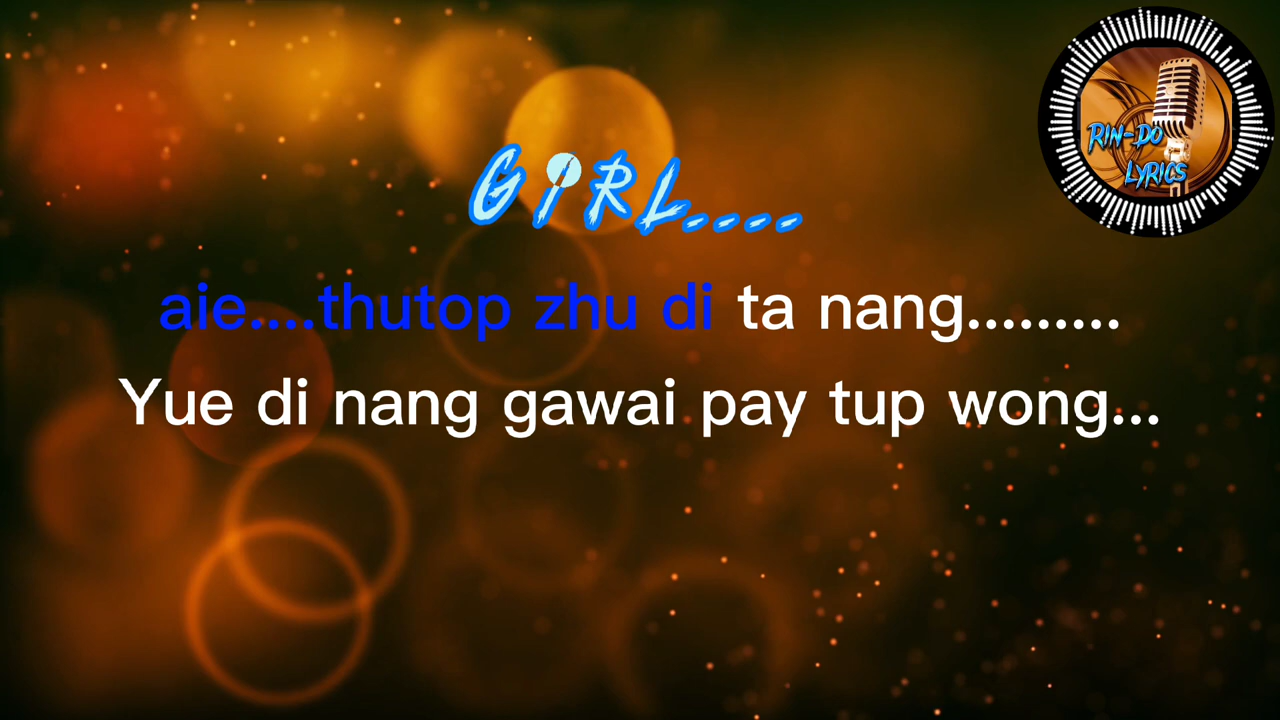 RIN-DO
LYRICS
GIRL....
aie....thutop zhu di ta nang.........
Yue di nang gawai pay tup wong...